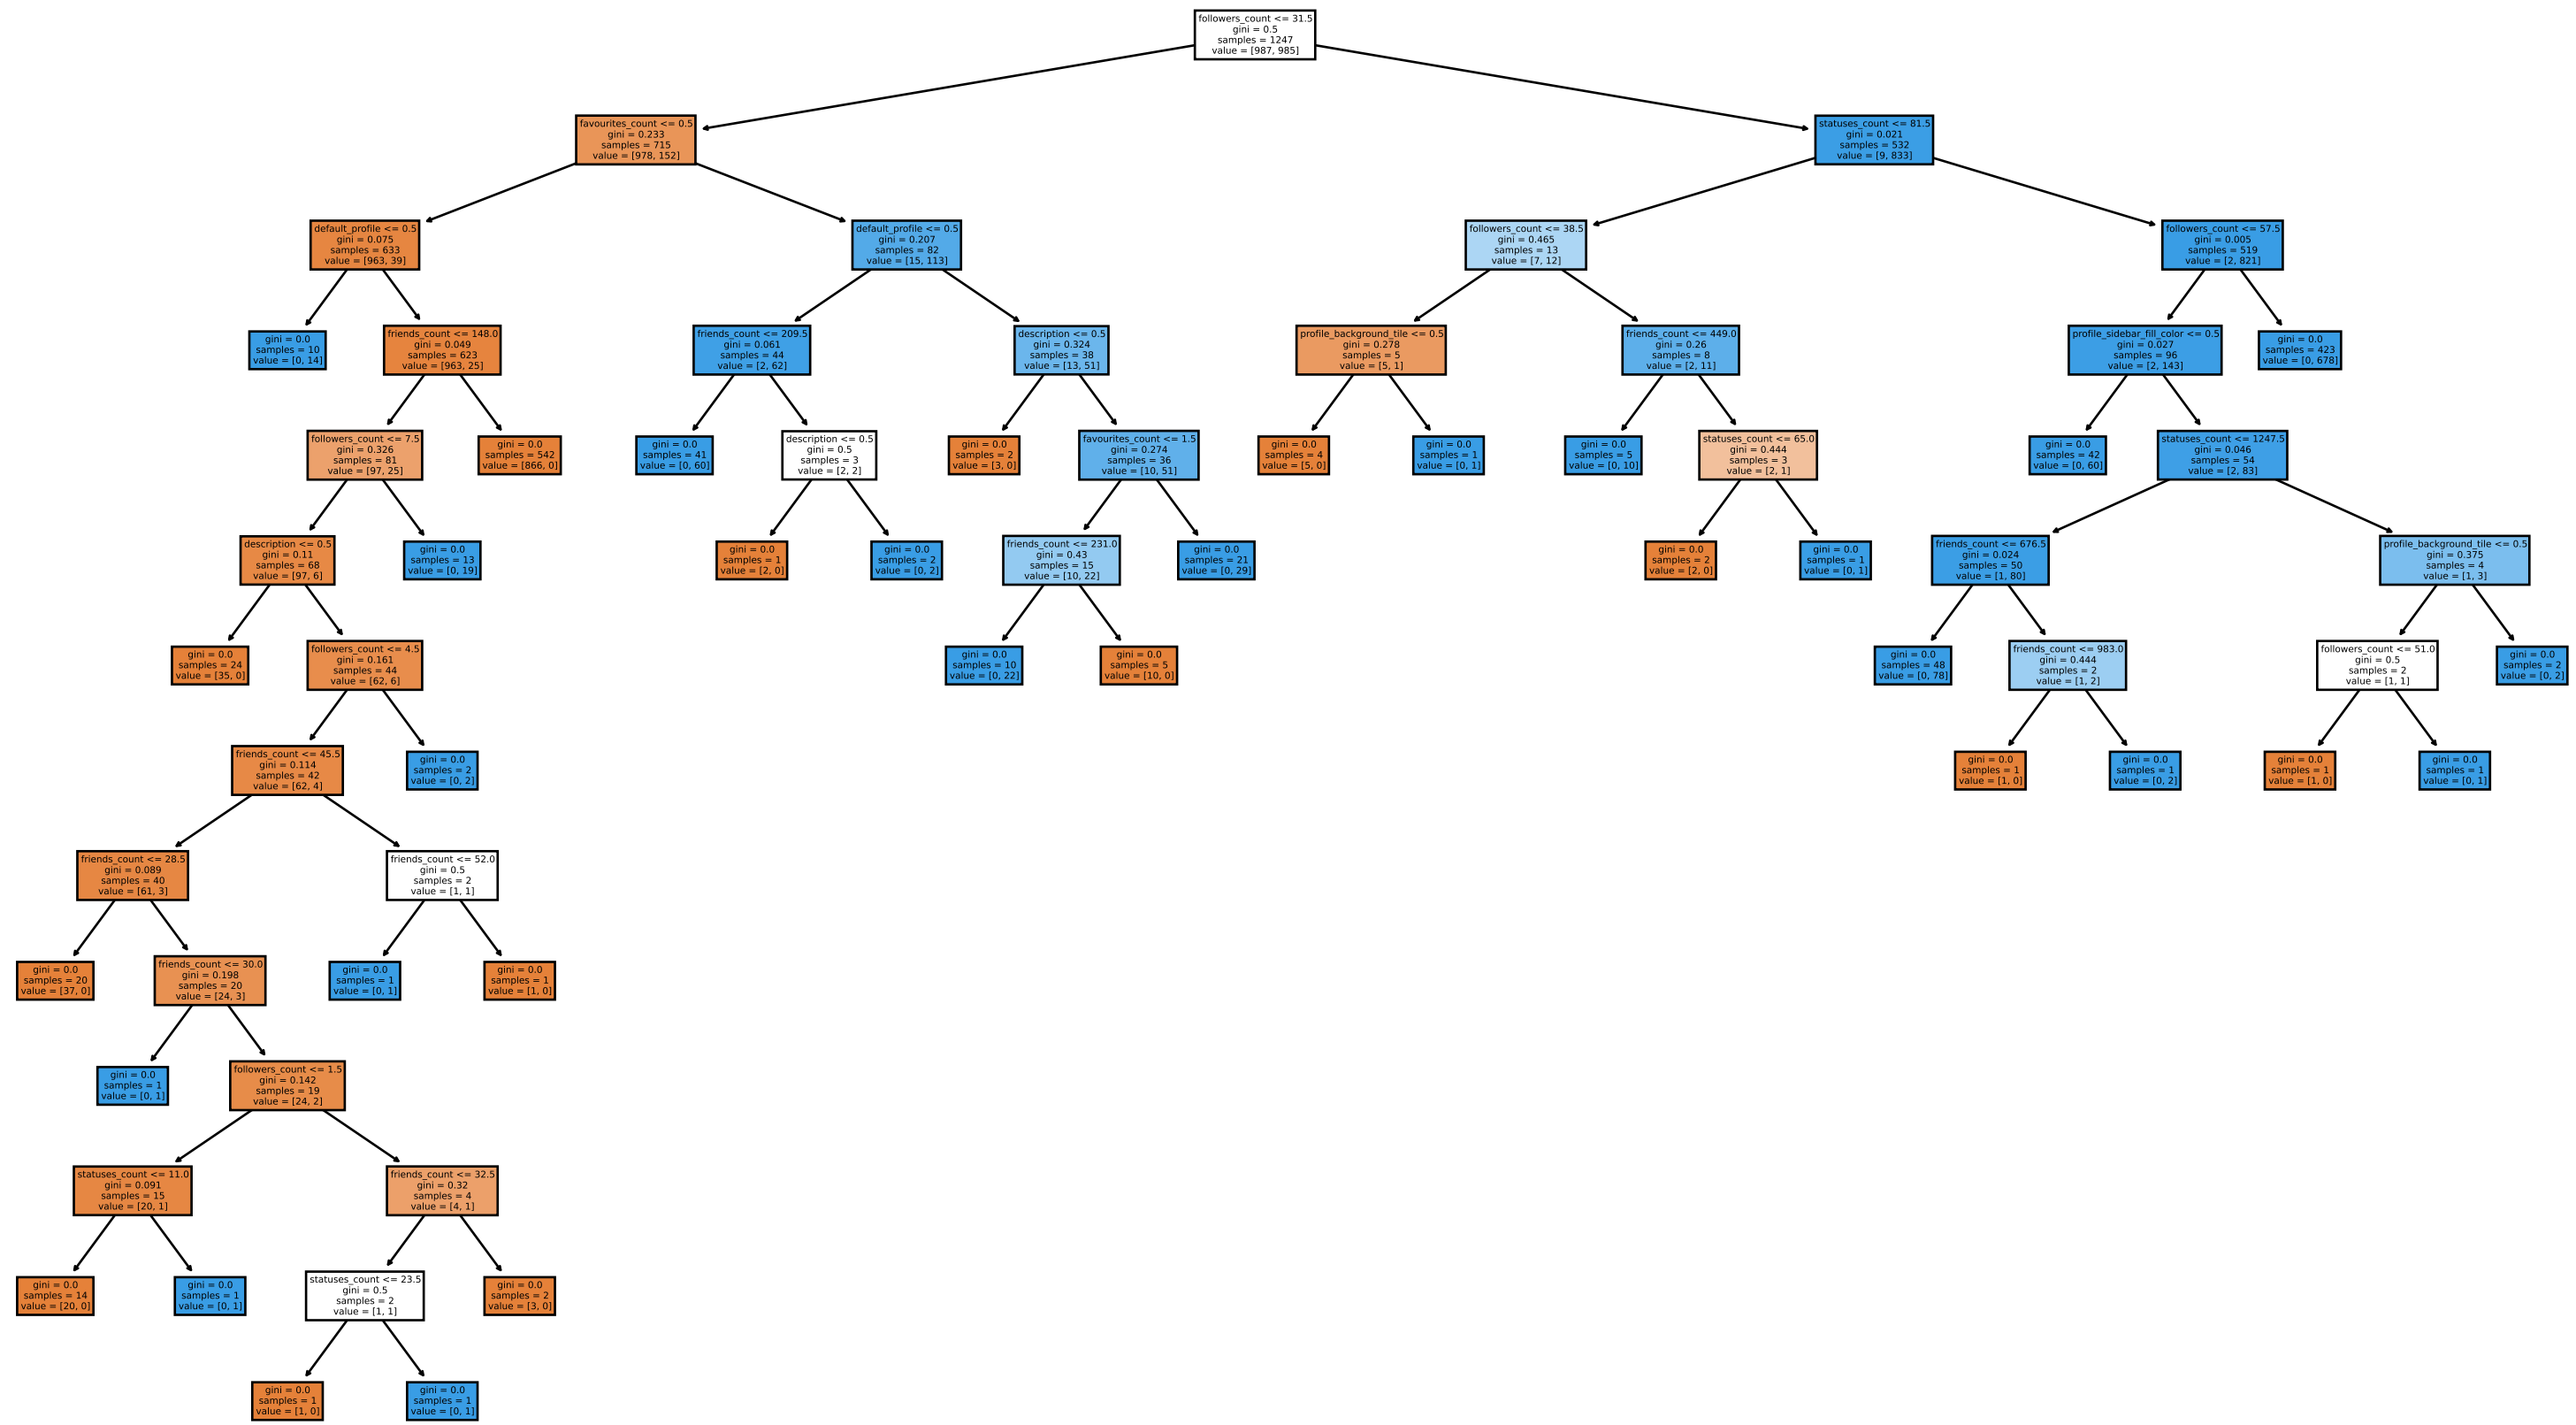 followers_count <= 31.5
gini = 0.5
samples = 1247
value = [987, 985]
favourites_count <= 0.5
gini = 0.233
samples = 715
value = [978, 152]
statuses_count <= 81.5
gini = 0.021
samples = 532
value = [9, 833]
default_profile <= 0.5
gini = 0.075
samples = 633
value = [963, 39]
default_profile <= 0.5
gini = 0.207
samples = 82
value = [15, 113]
followers_count <= 38.5
gini = 0.465
samples = 13
value = [7, 12]
followers_count <= 57.5
gini = 0.005
samples = 519
value = [2, 821]
gini = 0.0
samples = 10
value = [0, 14]
friends_count <= 148.0
gini = 0.049
samples = 623
value = [963, 25]
friends_count <= 209.5
gini = 0.061
samples = 44
value = [2, 62]
description <= 0.5
gini = 0.324
samples = 38
value = [13, 51]
profile_background_tile <= 0.5
gini = 0.278
samples = 5
value = [5, 1]
friends_count <= 449.0
gini = 0.26
samples = 8
value = [2, 11]
profile_sidebar_fill_color <= 0.5
gini = 0.027
samples = 96
value = [2, 143]
gini = 0.0
samples = 423
value = [0, 678]
followers_count <= 7.5
gini = 0.326
samples = 81
value = [97, 25]
gini = 0.0
samples = 542
value = [866, 0]
gini = 0.0
samples = 41
value = [0, 60]
description <= 0.5
gini = 0.5
samples = 3
value = [2, 2]
gini = 0.0
samples = 2
value = [3, 0]
favourites_count <= 1.5
gini = 0.274
samples = 36
value = [10, 51]
gini = 0.0
samples = 4
value = [5, 0]
gini = 0.0
samples = 1
value = [0, 1]
gini = 0.0
samples = 5
value = [0, 10]
statuses_count <= 65.0
gini = 0.444
samples = 3
value = [2, 1]
gini = 0.0
samples = 42
value = [0, 60]
statuses_count <= 1247.5
gini = 0.046
samples = 54
value = [2, 83]
description <= 0.5
gini = 0.11
samples = 68
value = [97, 6]
gini = 0.0
samples = 13
value = [0, 19]
gini = 0.0
samples = 1
value = [2, 0]
gini = 0.0
samples = 2
value = [0, 2]
friends_count <= 231.0
gini = 0.43
samples = 15
value = [10, 22]
gini = 0.0
samples = 21
value = [0, 29]
gini = 0.0
samples = 2
value = [2, 0]
gini = 0.0
samples = 1
value = [0, 1]
friends_count <= 676.5
gini = 0.024
samples = 50
value = [1, 80]
profile_background_tile <= 0.5
gini = 0.375
samples = 4
value = [1, 3]
gini = 0.0
samples = 24
value = [35, 0]
followers_count <= 4.5
gini = 0.161
samples = 44
value = [62, 6]
gini = 0.0
samples = 10
value = [0, 22]
gini = 0.0
samples = 5
value = [10, 0]
gini = 0.0
samples = 48
value = [0, 78]
friends_count <= 983.0
gini = 0.444
samples = 2
value = [1, 2]
followers_count <= 51.0
gini = 0.5
samples = 2
value = [1, 1]
gini = 0.0
samples = 2
value = [0, 2]
friends_count <= 45.5
gini = 0.114
samples = 42
value = [62, 4]
gini = 0.0
samples = 2
value = [0, 2]
gini = 0.0
samples = 1
value = [1, 0]
gini = 0.0
samples = 1
value = [0, 2]
gini = 0.0
samples = 1
value = [1, 0]
gini = 0.0
samples = 1
value = [0, 1]
friends_count <= 28.5
gini = 0.089
samples = 40
value = [61, 3]
friends_count <= 52.0
gini = 0.5
samples = 2
value = [1, 1]
gini = 0.0
samples = 20
value = [37, 0]
friends_count <= 30.0
gini = 0.198
samples = 20
value = [24, 3]
gini = 0.0
samples = 1
value = [0, 1]
gini = 0.0
samples = 1
value = [1, 0]
gini = 0.0
samples = 1
value = [0, 1]
followers_count <= 1.5
gini = 0.142
samples = 19
value = [24, 2]
statuses_count <= 11.0
gini = 0.091
samples = 15
value = [20, 1]
friends_count <= 32.5
gini = 0.32
samples = 4
value = [4, 1]
gini = 0.0
samples = 14
value = [20, 0]
gini = 0.0
samples = 1
value = [0, 1]
statuses_count <= 23.5
gini = 0.5
samples = 2
value = [1, 1]
gini = 0.0
samples = 2
value = [3, 0]
gini = 0.0
samples = 1
value = [1, 0]
gini = 0.0
samples = 1
value = [0, 1]